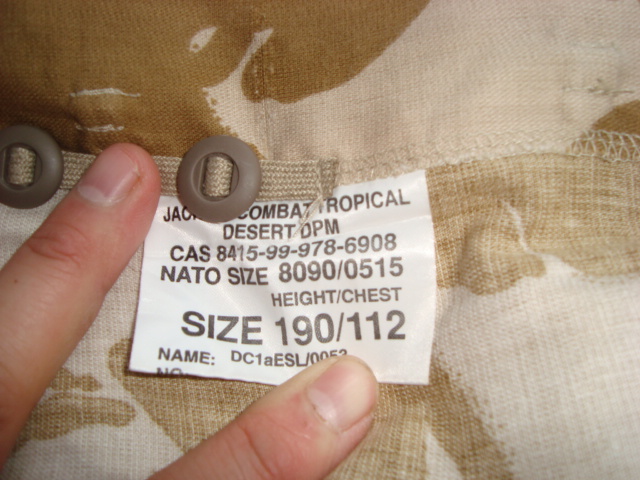 COMBAT TROPICAL
DESERT DPM
CAS 8415-99-978-6908
NATO SIZE 8090/0515
HEIGHT/CHEST
SIZE 190/112
NAME: DC1aESL/0053
NO: